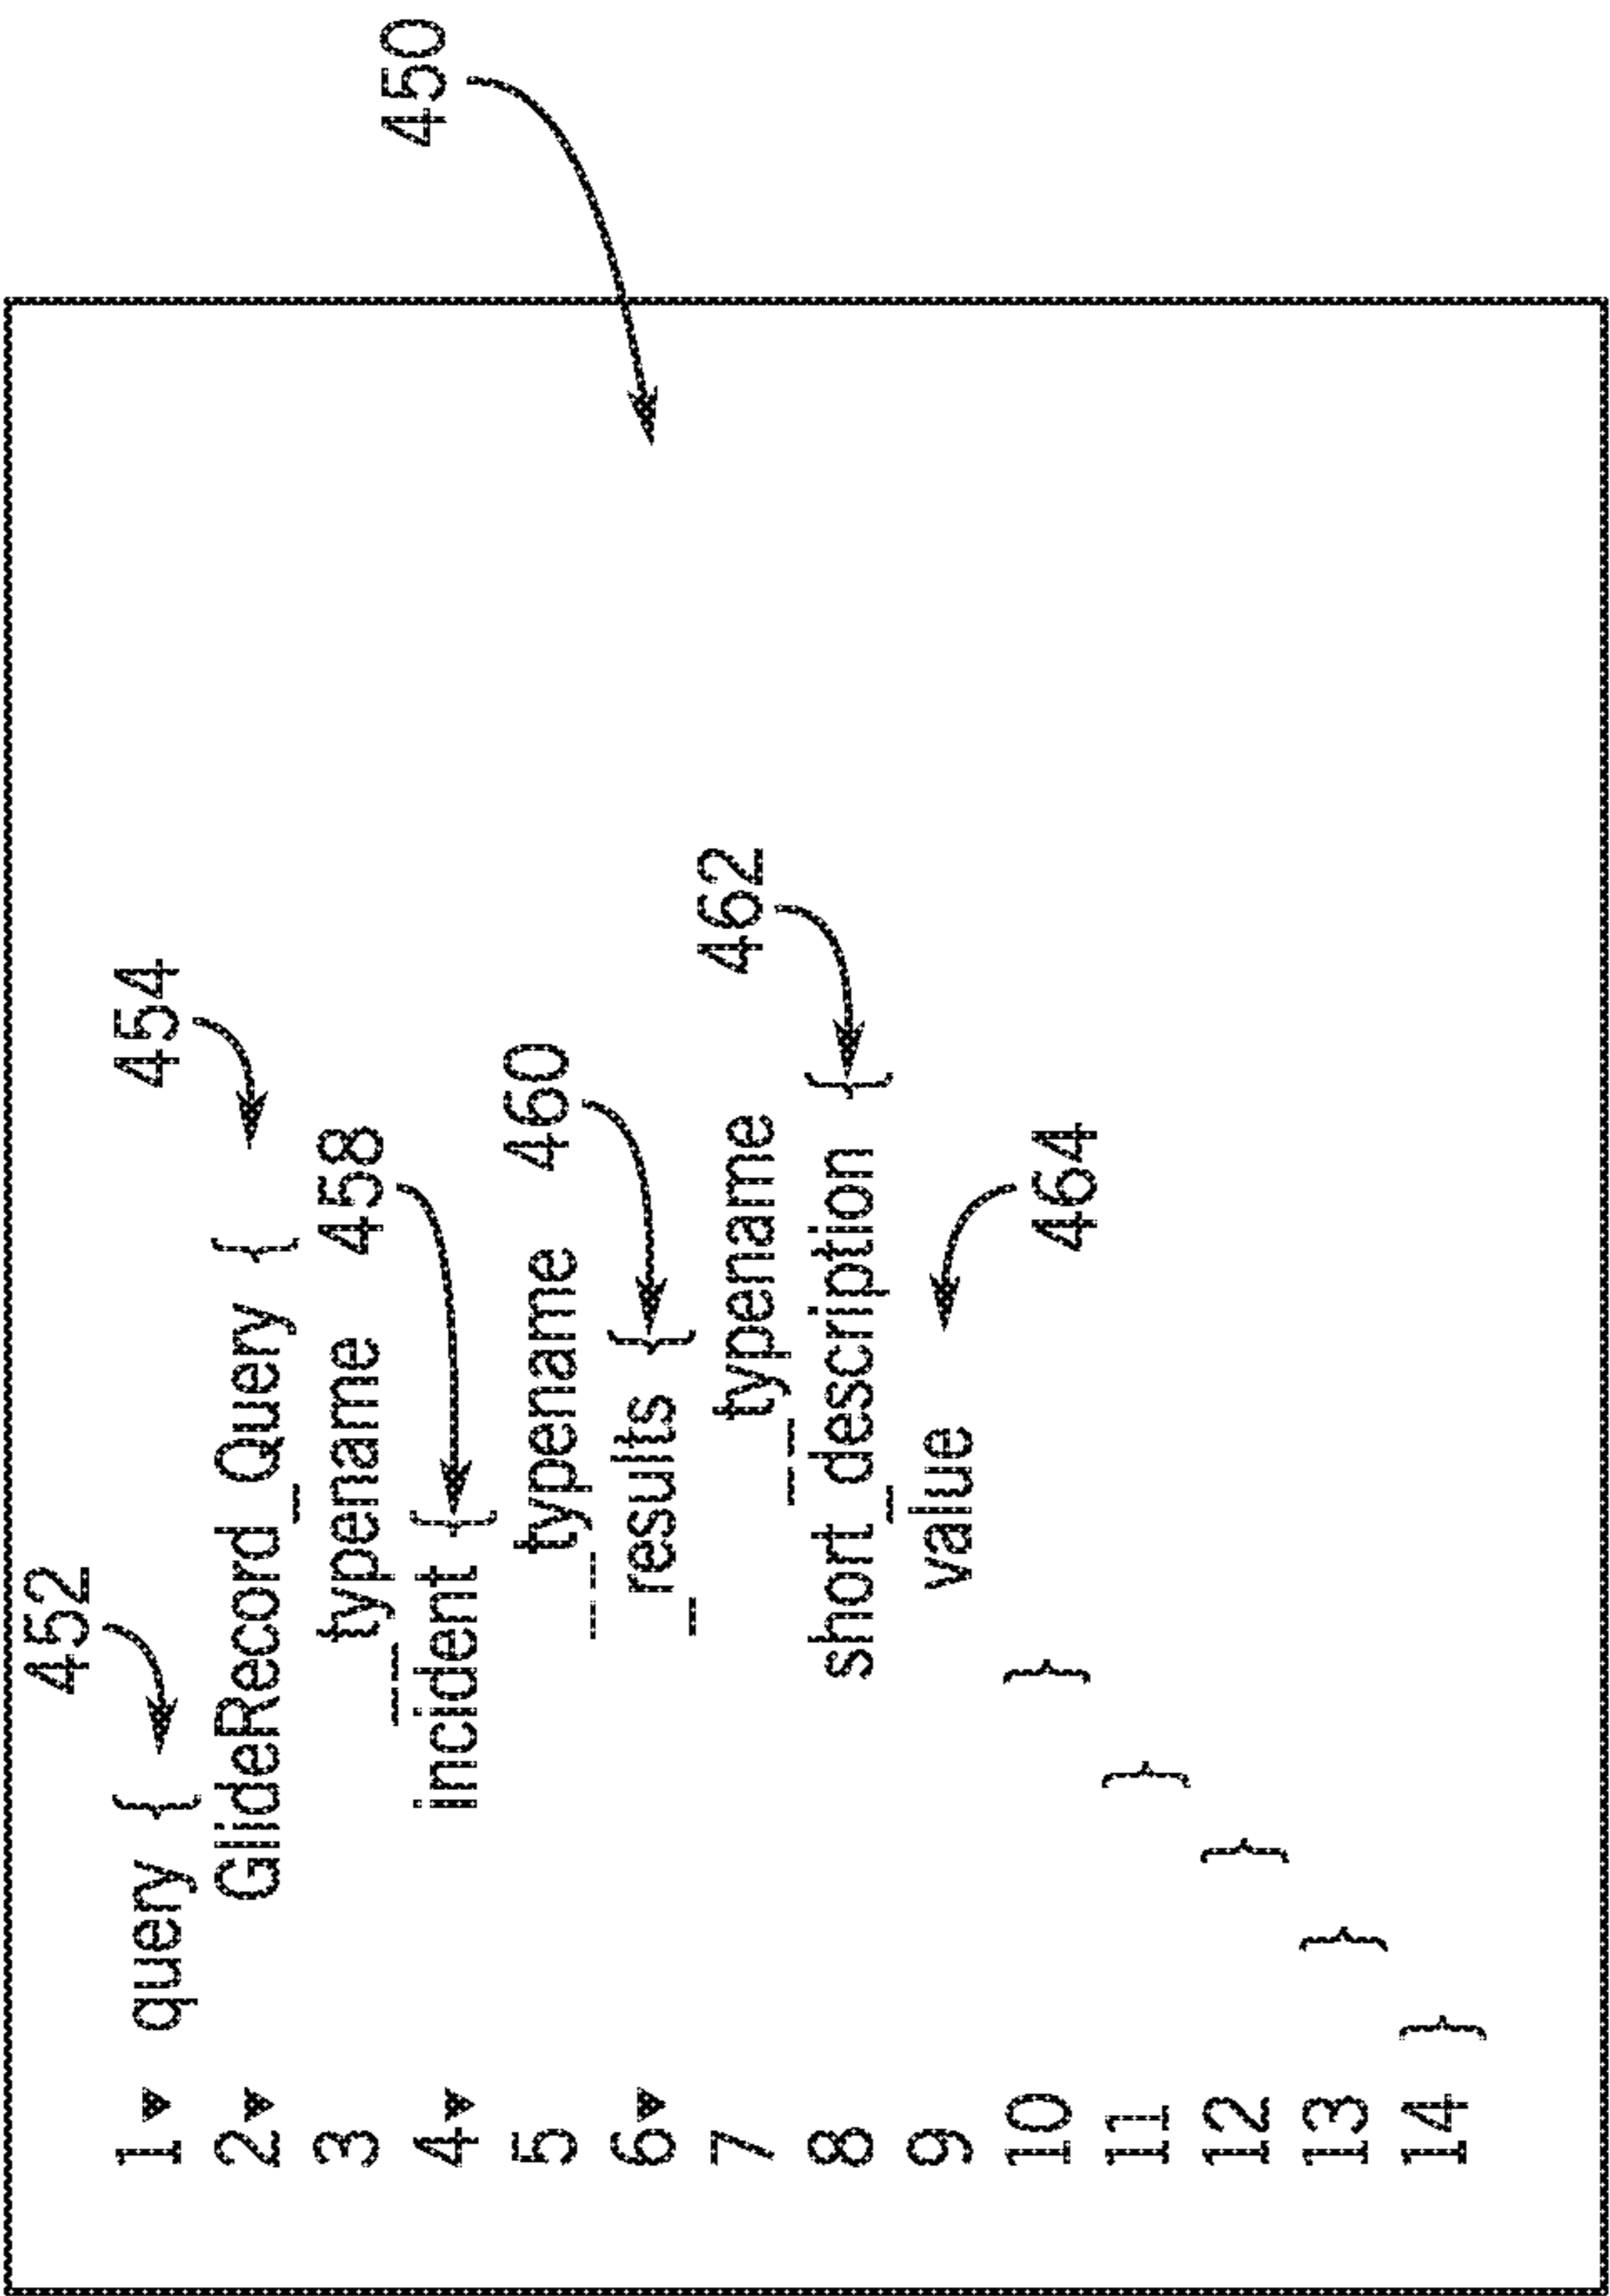 452
1▾ query {
454
2▾ GlideRecord_Query {
3 __typename
458
4▾ incident {
5 __typename
460
6▾ _results {
7 __typename
462
8 short_description {
9 value
464
10 }
11 }
12 }
13 }
14 }
450